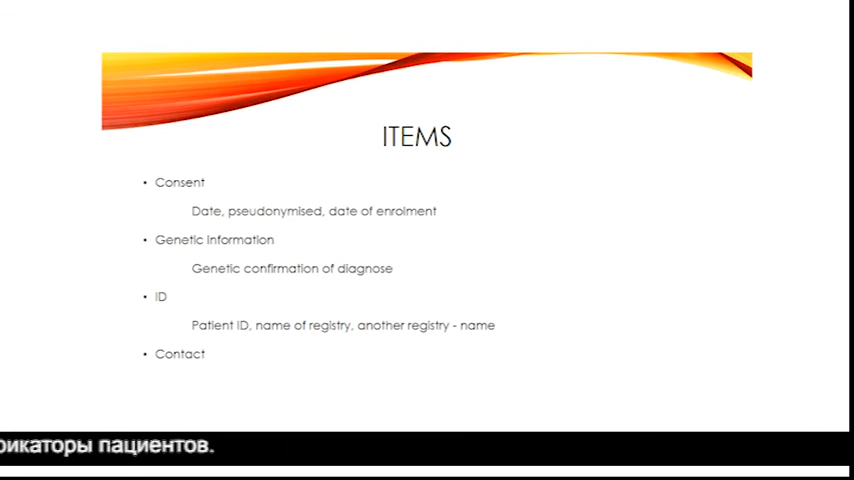 ITEMS
• Consent
Date, pseudonymised, date of enrolment
• Genetic information
Genetic confirmation of diagnose
• ID
Patient ID, name of registry, another registry - name
• Contact
пациентов.